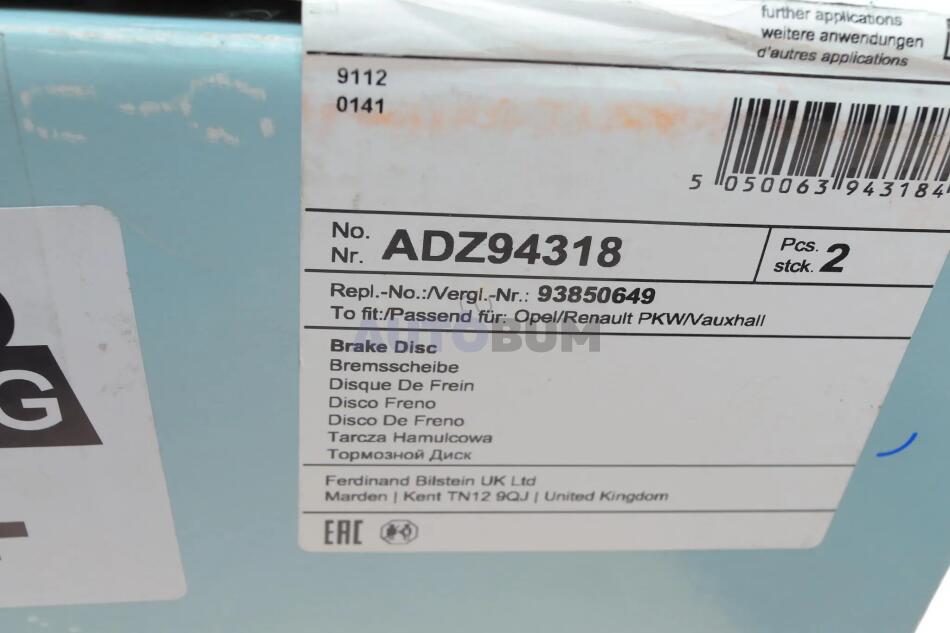 further applications
weitere anwendungen
d'autres applications
9112
0141
5 050063 943184
No.
Nr. ADZ94318
Pcs.
stck. 2
Repl.-No.:/Vergl.-Nr.: 93850649
To fit:/Passend für: Opel/Renault PKW/Vauxhall
AUTOBUM
Brake Disc
Bremsscheibe
Disque De Frein
Disco Freno
Disco De Freno
Tarcza Hamulcowa
Тормозной Диск
Ferdinand Bilstein UK Ltd
Marden | Kent TN12 9QJ | United Kingdom
EAC
G